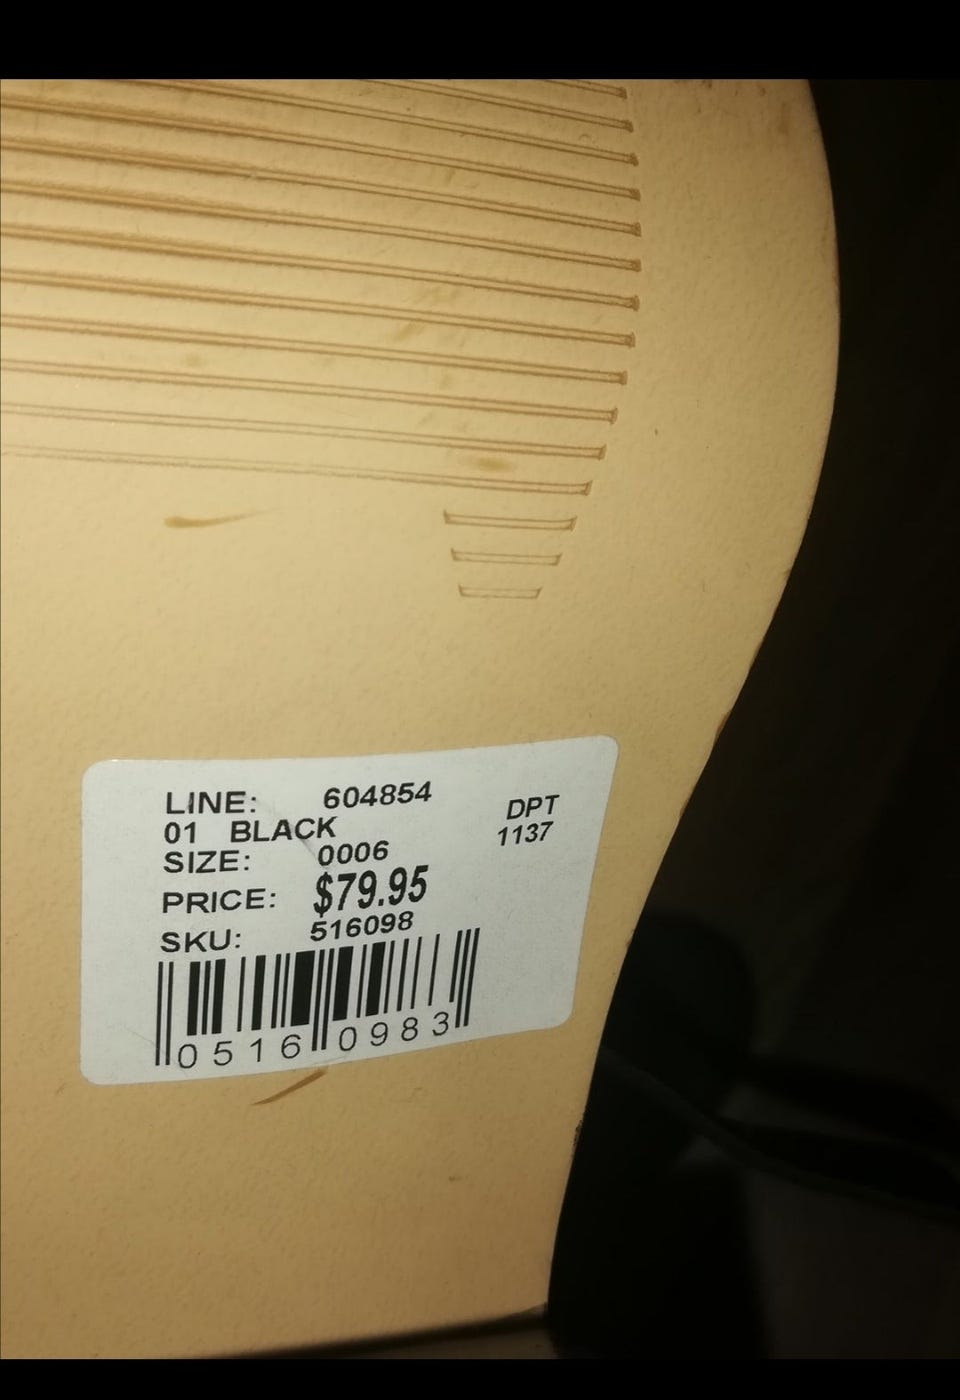 LINE: 604854
01 BLACK DPT
SIZE: 0006 1137
PRICE: $79.95
SKU: 516098
0516 0983